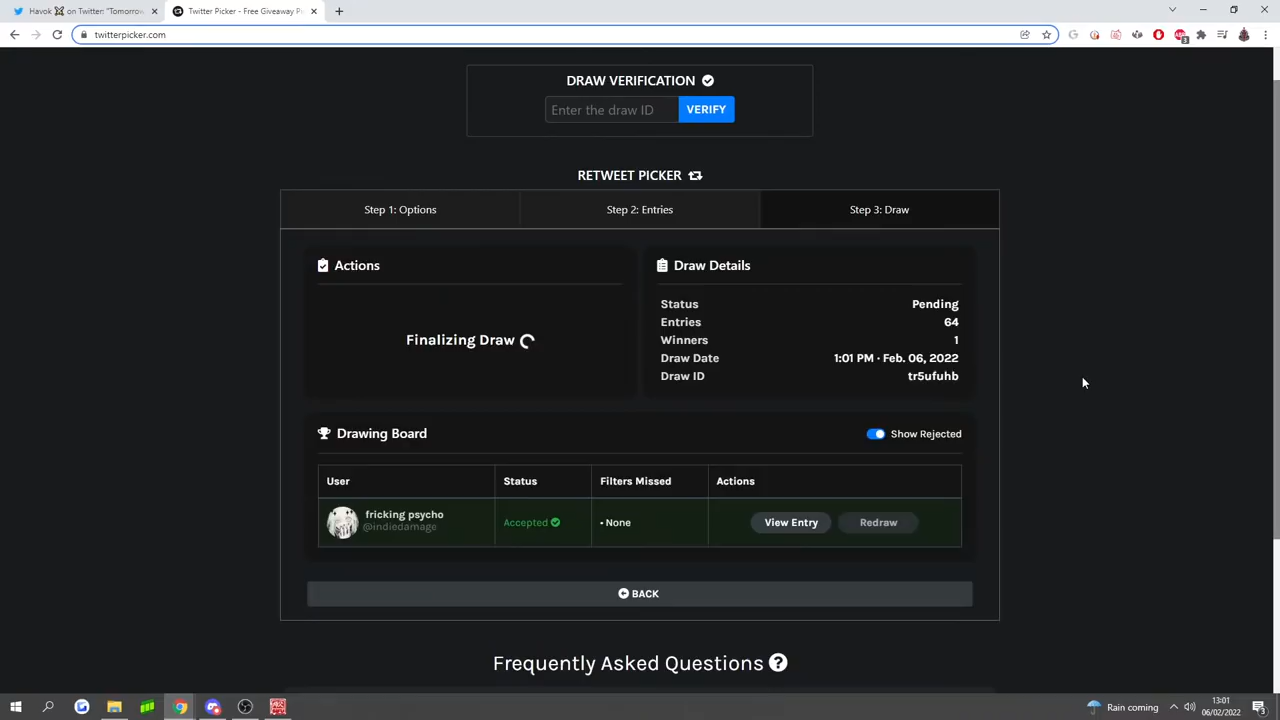 Havok on Twitter: "Tomorrow
Twitter Picker - Free Giveaway Pi
twitterpicker.com
DRAW VERIFICATION
Enter the draw ID
VERIFY
RETWEET PICKER
Step 1: Options
Step 2: Entries
Step 3: Draw
Actions
Finalizing Draw
Draw Details
Status Pending
Entries 64
Winners 1
Draw Date 1:01 PM · Feb. 06, 2022
Draw ID tr5ufuhb
Drawing Board
Show Rejected
User Status Filters Missed Actions
fricking psycho
@indiedamage
Accepted
• None
View Entry
Redraw
BACK
Frequently Asked Questions
Rain coming
13:01
06/02/2022